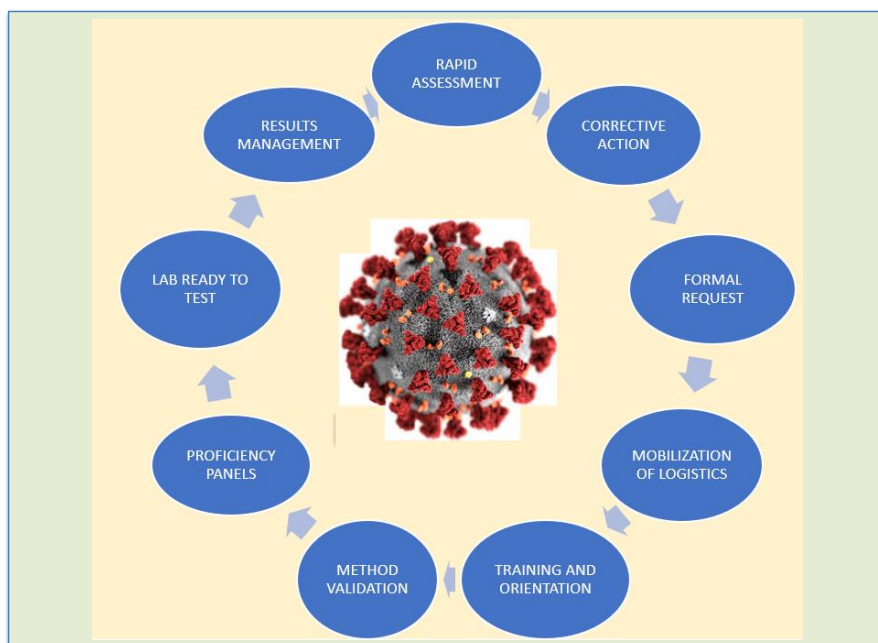 RAPID
ASSESSMENT
CORRECTIVE
ACTION
FORMAL
REQUEST
MOBILIZATION
OF LOGISTICS
TRAINING AND
ORIENTATION
METHOD
VALIDATION
PROFICIENCY
PANELS
LAB READY TO
TEST
RESULTS
MANAGEMENT